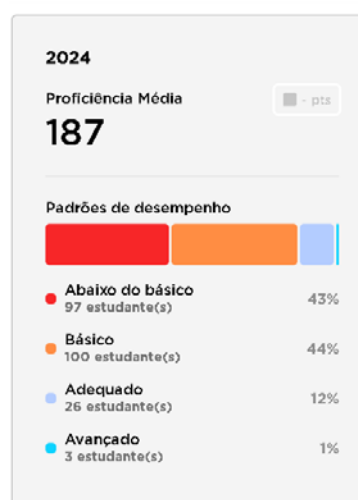 2024
Proficiência Média
- pts
187
Padrões de desempenho
Abaixo do básico
97 estudante(s)
43%
Básico
100 estudante(s)
44%
Adequado
26 estudante(s)
12%
Avançado
3 estudante(s)
1%